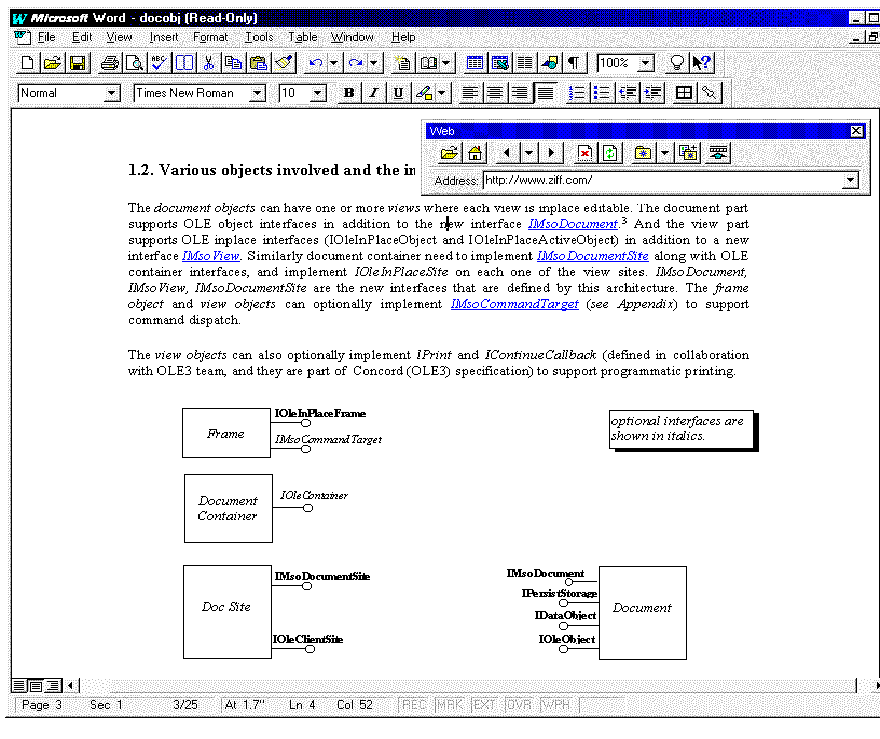 Microsoft Word - docobj (Read-Only)
File Edit View Insert Format Tools Table Window Help
100%
Normal Times New Roman 10 B I U
Web
Address: http://www.ziff.com/
1.2. Various objects involved and the in
The document objects can have one or more views where each view is inplace editable. The document part
supports OLE object interfaces in addition to the new interface IMsoDocument.3 And the view part
supports OLE inplace interfaces (IOleInPlaceObject and IOleInPlaceActiveObject) in addition to a new
interface IMsoView. Similarly document container need to implement IMsoDocumentSite along with OLE
container interfaces, and implement IOleInPlaceSite on each one of the view sites. IMsoDocument,
IMsoView, IMsoDocumentSite are the new interfaces that are defined by this architecture. The frame
object and view objects can optionally implement IMsoCommandTarget (see Appendix) to support
command dispatch.
The view objects can also optionally implement IPrint and IContinueCallback (defined in collaboration
with OLE3 team, and they are part of Concord (OLE3) specification) to support programmatic printing.
IOleInPlaceFrame
Frame
IMsoCommandTarget
optional interfaces are
shown in italics.
Document
Container
IOleContainer
IMsoDocumentSite
Doc Site
IOleClientSite
IMsoDocument
IPersistStorage
IDataObject
IOleObject
Document
Page 3 Sec 1 3/25 At 1.7" Ln 4 Col 52 REC MRK EXT OVR WPH